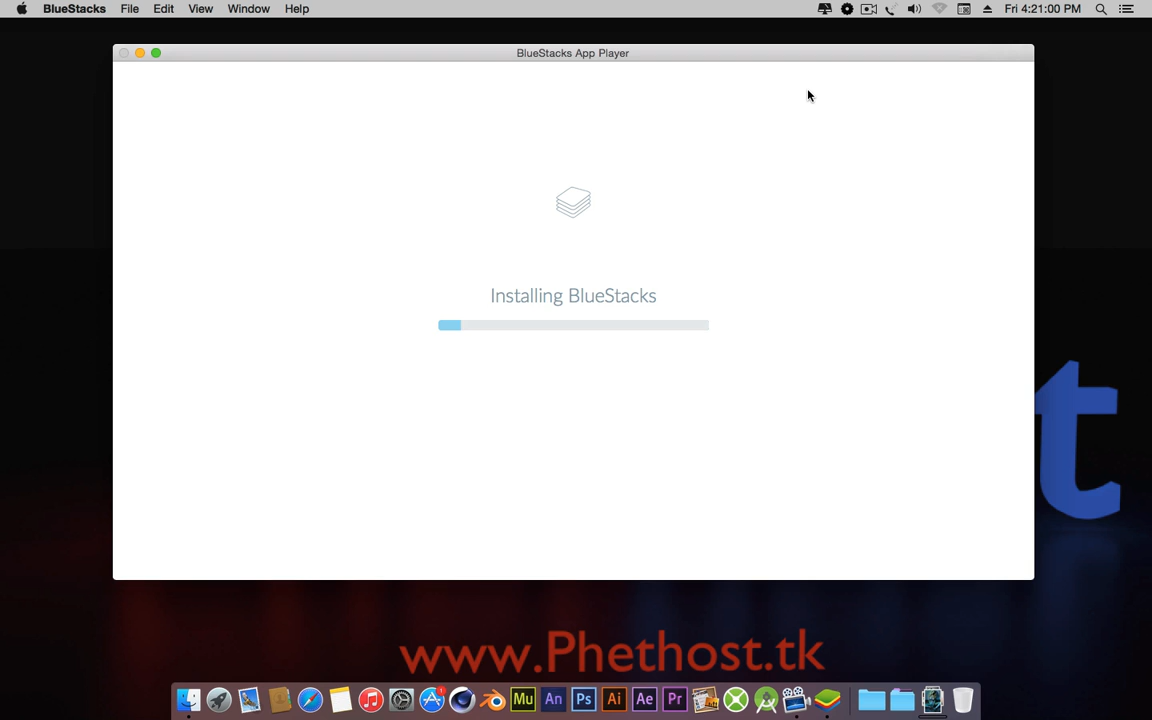 BlueStacks File Edit View Window Help Fri 4:21:00 PM
BlueStacks App Player
Installing BlueStacks
t
www.Phethost.tk
1
Mu An Ps Ai Ae Pr